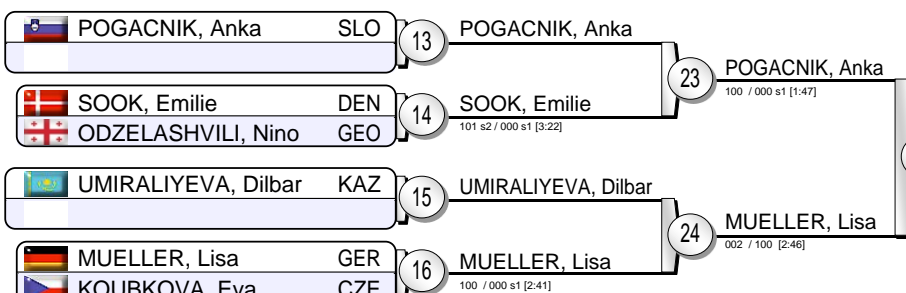 POGACNIK, Anka SLO 13 POGACNIK, Anka
23 POGACNIK, Anka
100 / 000 s1 [1:47]
SOOK, Emilie DEN 14 SOOK, Emilie
101 s2 / 000 s1 [3:22]
ODZELASHVILI, Nino GEO
UMIRALIYEVA, Dilbar KAZ 15 UMIRALIYEVA, Dilbar
24 MUELLER, Lisa
002 / 100 [2:46]
MUELLER, Lisa GER 16 MUELLER, Lisa
100 / 000 s1 [2:41]
KOUBKOVA, Eva CZE